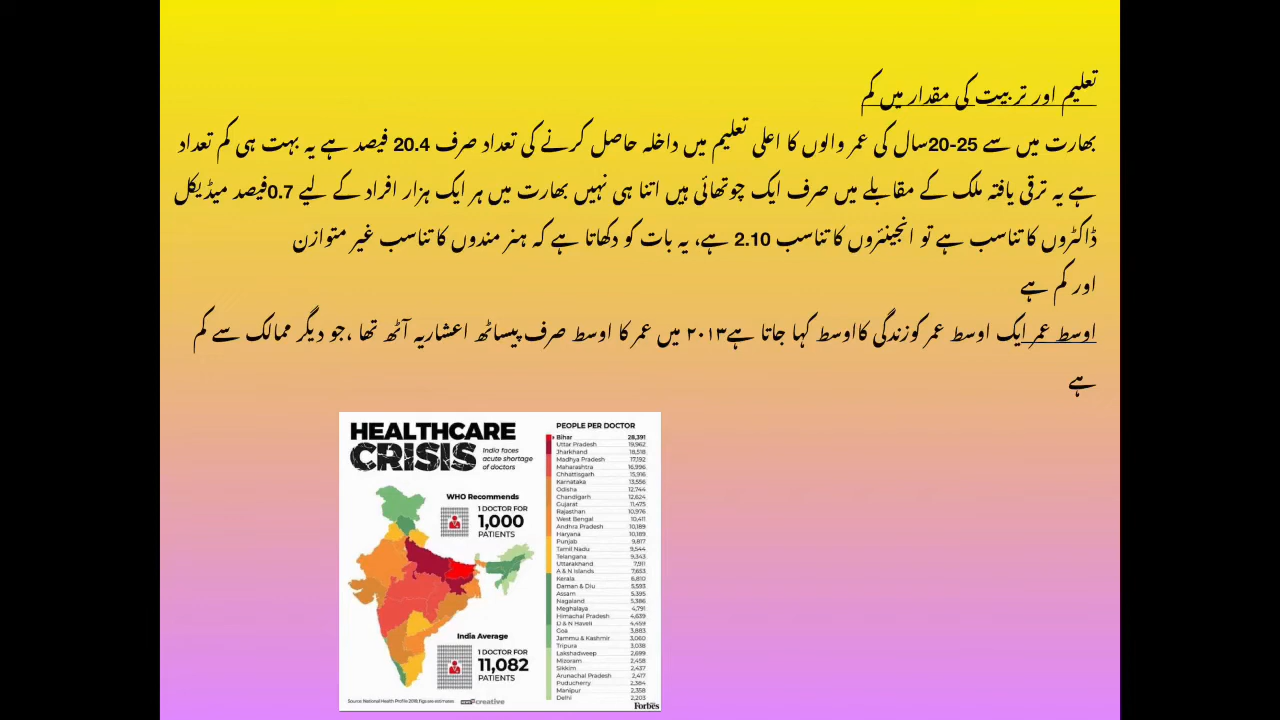 تعلیم اور تربیت کی مقدار میں کم
بھارت میں سے 25-20سال کی عمر والوں کا اعلی تعلیم میں داخلہ حاصل کرنے کی تعداد صرف 20.4 فیصد ہے یہ بہت ہی کم تعداد
ہے یہ ترقی یافتہ ملک کے مقابلے میں صرف ایک چوتھائی ہیں اتنا ہی نہیں بھارت میں ہر ایک ہزار افراد کے لیے 0.7فیصد میڈیکل
ڈاکٹروں کا تناسب ہے تو انجینئروں کا تناسب 2.10 ہے، یہ بات کو دکھاتا ہے کہ ہنر مندوں کا تناسب غیر متوازن
اور کم ہے
اوسط عمر ایک اوسط عمر کوزندگی کااوسط کہا جاتا ہے۲۰۱۳ میں عمر کا اوسط صرف پیساٹھ اعشاریہ آٹھ تھا ،جو دیگر ممالک سے کم
ہے
HEALTHCARE
CRISIS
India faces
acute shortage
of doctors
WHO Recommends
1 DOCTOR FOR
1,000
PATIENTS
India Average
1 DOCTOR FOR
11,082
PATIENTS
PEOPLE PER DOCTOR
Bihar 28,391
Uttar Pradesh 19,962
Jharkhand 18,518
Madhya Pradesh 17,192
Maharashtra 16,996
Chhattisgarh 15,916
Karnataka 13,556
Odisha 12,744
Chandigarh 12,624
Gujarat 11,475
Rajasthan 10,976
West Bengal 10,411
Andhra Pradesh 10,189
Haryana 10,189
Punjab 9,817
Tamil Nadu 9,544
Telangana 9,343
Uttarakhand 7,911
A & N Islands 7,653
Kerala 6,810
Daman & Diu 5,593
Assam 5,395
Nagaland 5,386
Meghalaya 4,791
Himachal Pradesh 4,639
D & N Haveli 4,459
Goa 3,883
Jammu & Kashmir 3,060
Tripura 3,038
Lakshadweep 2,699
Mizoram 2,458
Sikkim 2,437
Arunachal Pradesh 2,417
Puducherry 2,384
Manipur 2,358
Delhi 2,203
Source: National Health Profile 2018; figures estimates
creative
Forbes